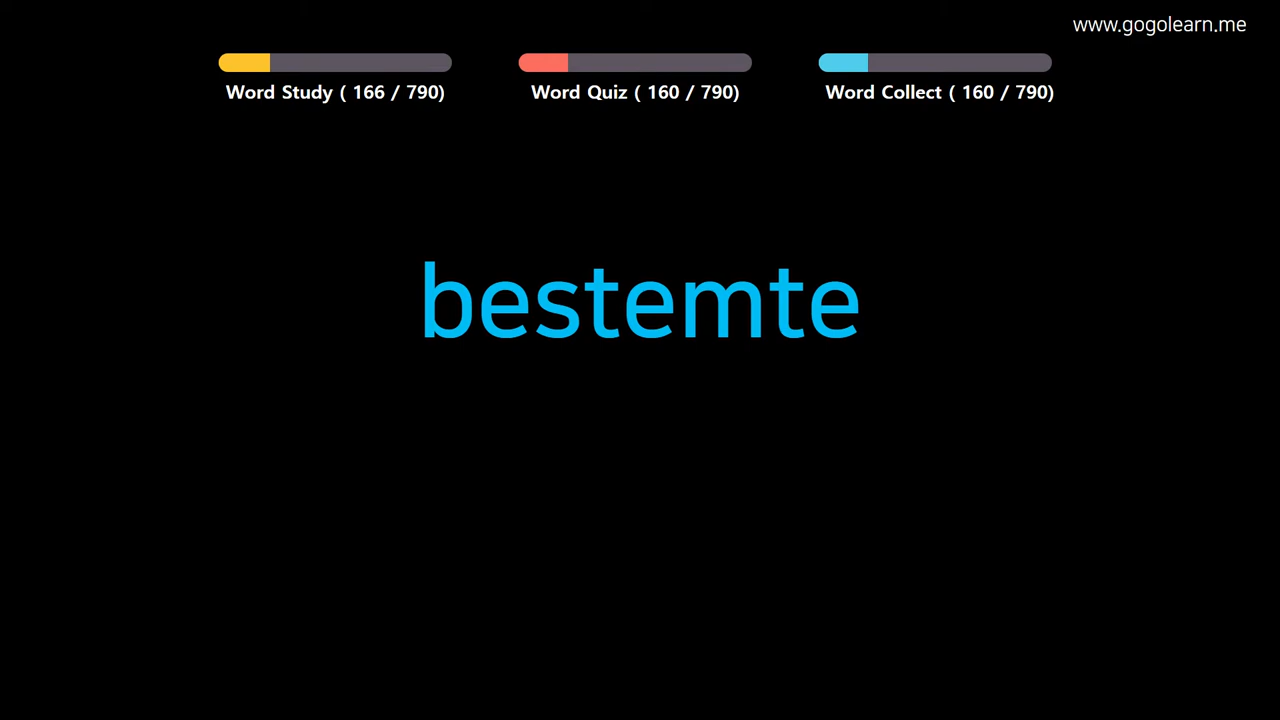 www.gogolearn.me
Word Study ( 166 / 790)
Word Quiz ( 160 / 790)
Word Collect ( 160 / 790)
bestemte